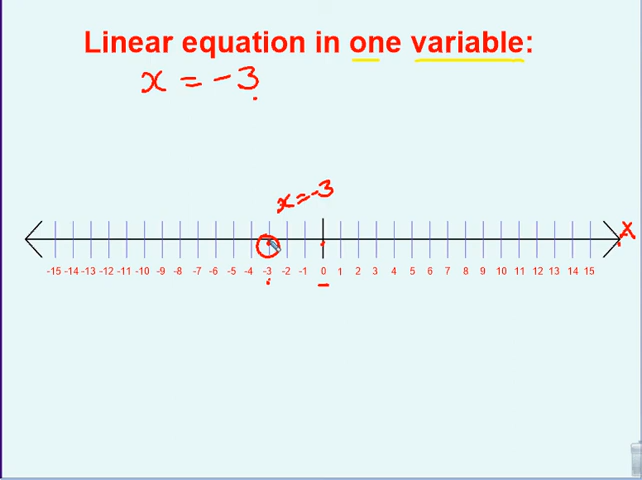 Linear equation in one variable:
x = -3
x = -3
X
-15 -14 -13 -12 -11 -10 -9 -8 -7 -6 -5 -4 -3 -2 -1 0 1 2 3 4 5 6 7 8 9 10 11 12 13 14 15